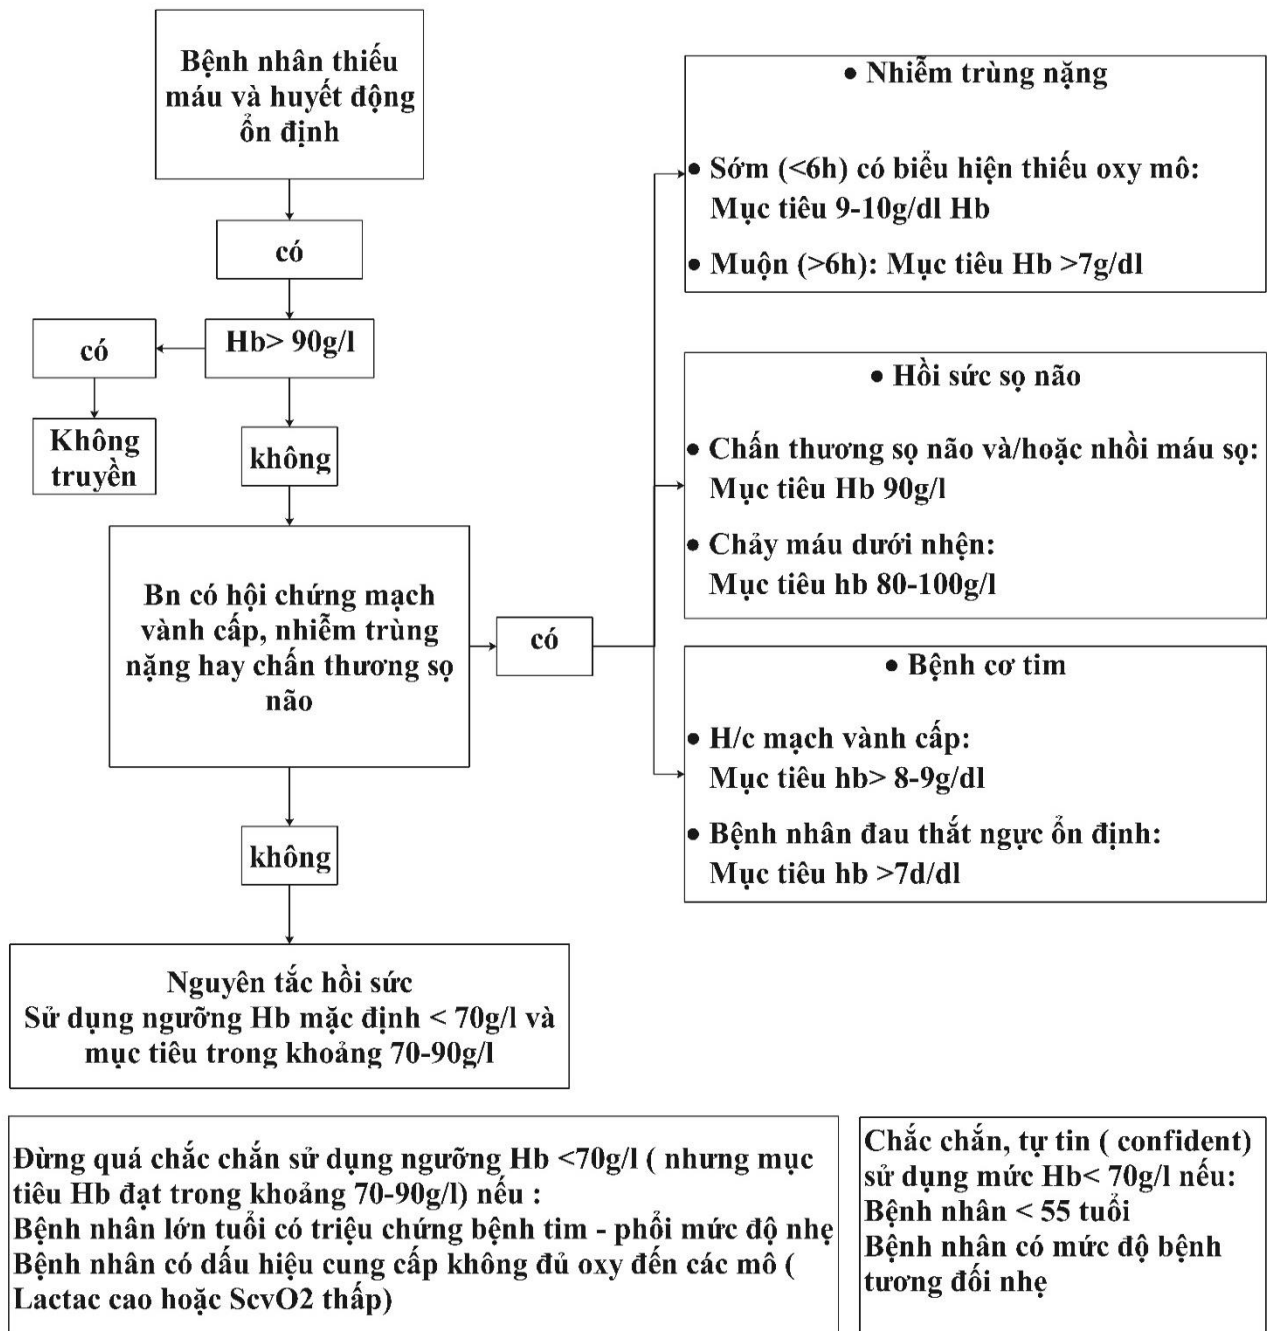 Bệnh nhân thiếu
máu và huyết động
ổn định
có
Hb> 90g/l
có
Không
truyền
không
Bn có hội chứng mạch
vành cấp, nhiễm trùng
nặng hay chấn thương sọ
não
có
• Nhiễm trùng nặng
• Sớm (<6h) có biểu hiện thiếu oxy mô:
Mục tiêu 9-10g/dl Hb
• Muộn (>6h): Mục tiêu Hb >7g/dl
• Hồi sức sọ não
• Chấn thương sọ não và/hoặc nhồi máu sọ:
Mục tiêu Hb 90g/l
• Chảy máu dưới nhện:
Mục tiêu hb 80-100g/l
• Bệnh cơ tim
• H/c mạch vành cấp:
Mục tiêu hb> 8-9g/dl
• Bệnh nhân đau thắt ngực ổn định:
Mục tiêu hb >7d/dl
không
Nguyên tắc hồi sức
Sử dụng ngưỡng Hb mặc định < 70g/l và
mục tiêu trong khoảng 70-90g/l
Đừng quá chắc chắn sử dụng ngưỡng Hb <70g/l ( nhưng mục
tiêu Hb đạt trong khoảng 70-90g/l) nếu :
Bệnh nhân lớn tuổi có triệu chứng bệnh tim - phổi mức độ nhẹ
Bệnh nhân có dấu hiệu cung cấp không đủ oxy đến các mô (
Lactac cao hoặc ScvO2 thấp)
Chắc chắn, tự tin ( confident)
sử dụng mức Hb< 70g/l nếu:
Bệnh nhân < 55 tuổi
Bệnh nhân có mức độ bệnh
tương đối nhẹ